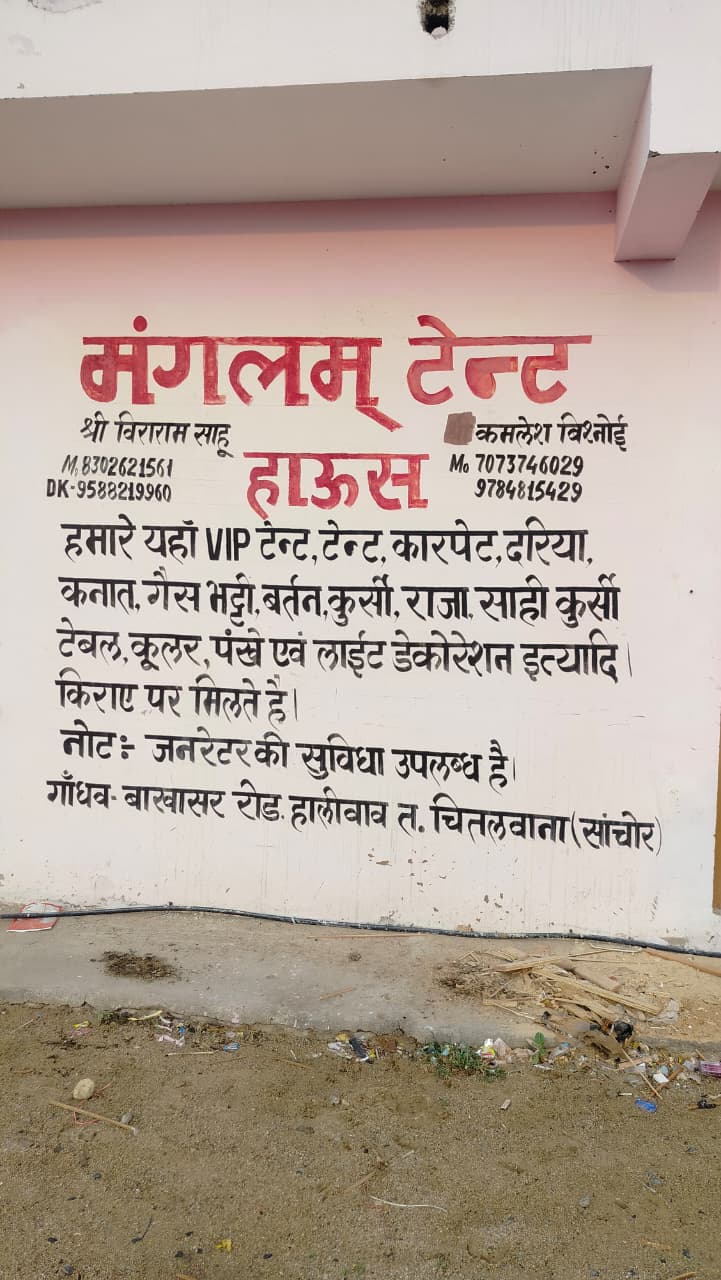 मंगलम् टेन्ट
हाऊस
श्री विराराम साहू
M. 8302621561
DK-9588219960
कमलेश विश्नोई
Mo 7073746029
9784815429
हमारे यहाँ VIP टेन्ट, टेन्ट, कारपेट, दरिया,
कनात, गैस भट्टी, बर्तन, कुर्सी, राजा, साही कुर्सी
टेबल, कूलर, पंखे एवं लाईट डेकोरेशन इत्यादि।
किराए पर मिलते है।
नोट:- जनरेटर की सुविधा उपलब्ध है।
गाँधव- बाखासर रोड. हालीवाव त. चितलवाना (सांचोर)